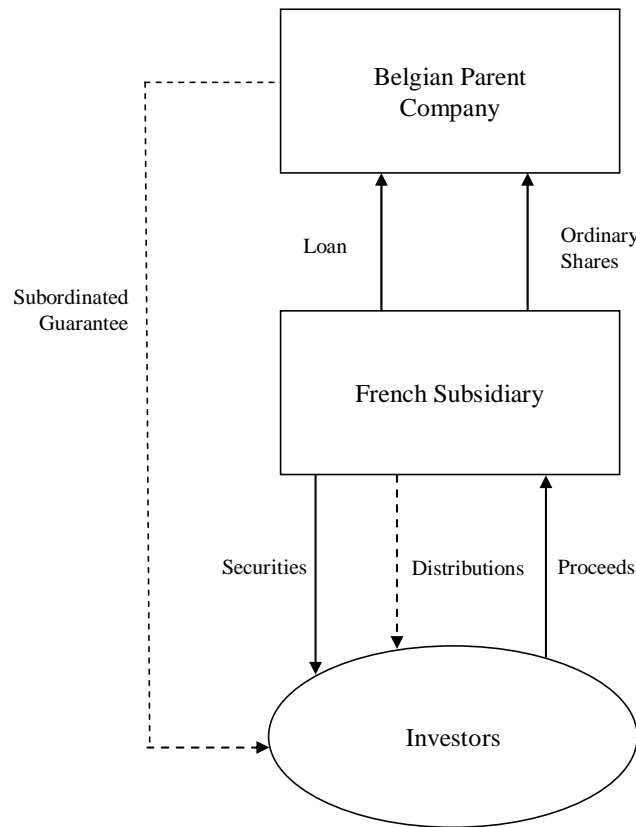 Belgian Parent
Company
Loan
Ordinary
Shares
Subordinated
Guarantee
French Subsidiary
Securities
Distributions
Proceeds
Investors